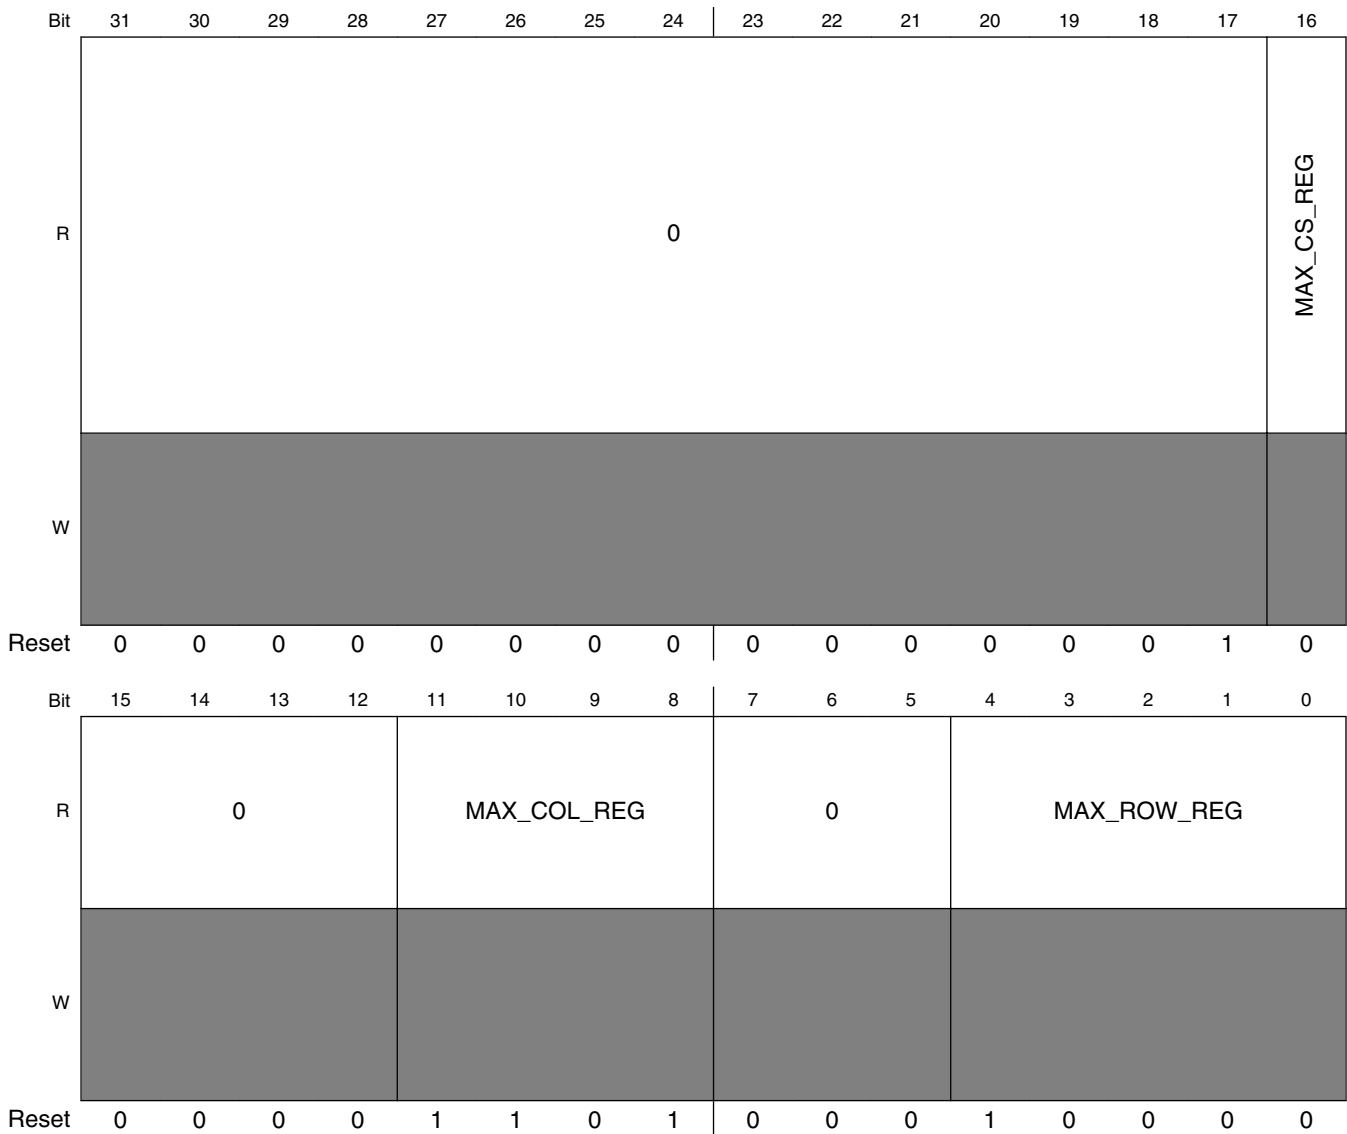 Bit 31 30 29 28 27 26 25 24 23 22 21 20 19 18 17 16
R 0 MAX_CS_REG
W
Reset 0 0 0 0 0 0 0 0 0 0 0 0 0 0 1 0
Bit 15 14 13 12 11 10 9 8 7 6 5 4 3 2 1 0
R 0 MAX_COL_REG 0 MAX_ROW_REG
W
Reset 0 0 0 0 1 1 0 1 0 0 0 1 0 0 0 0